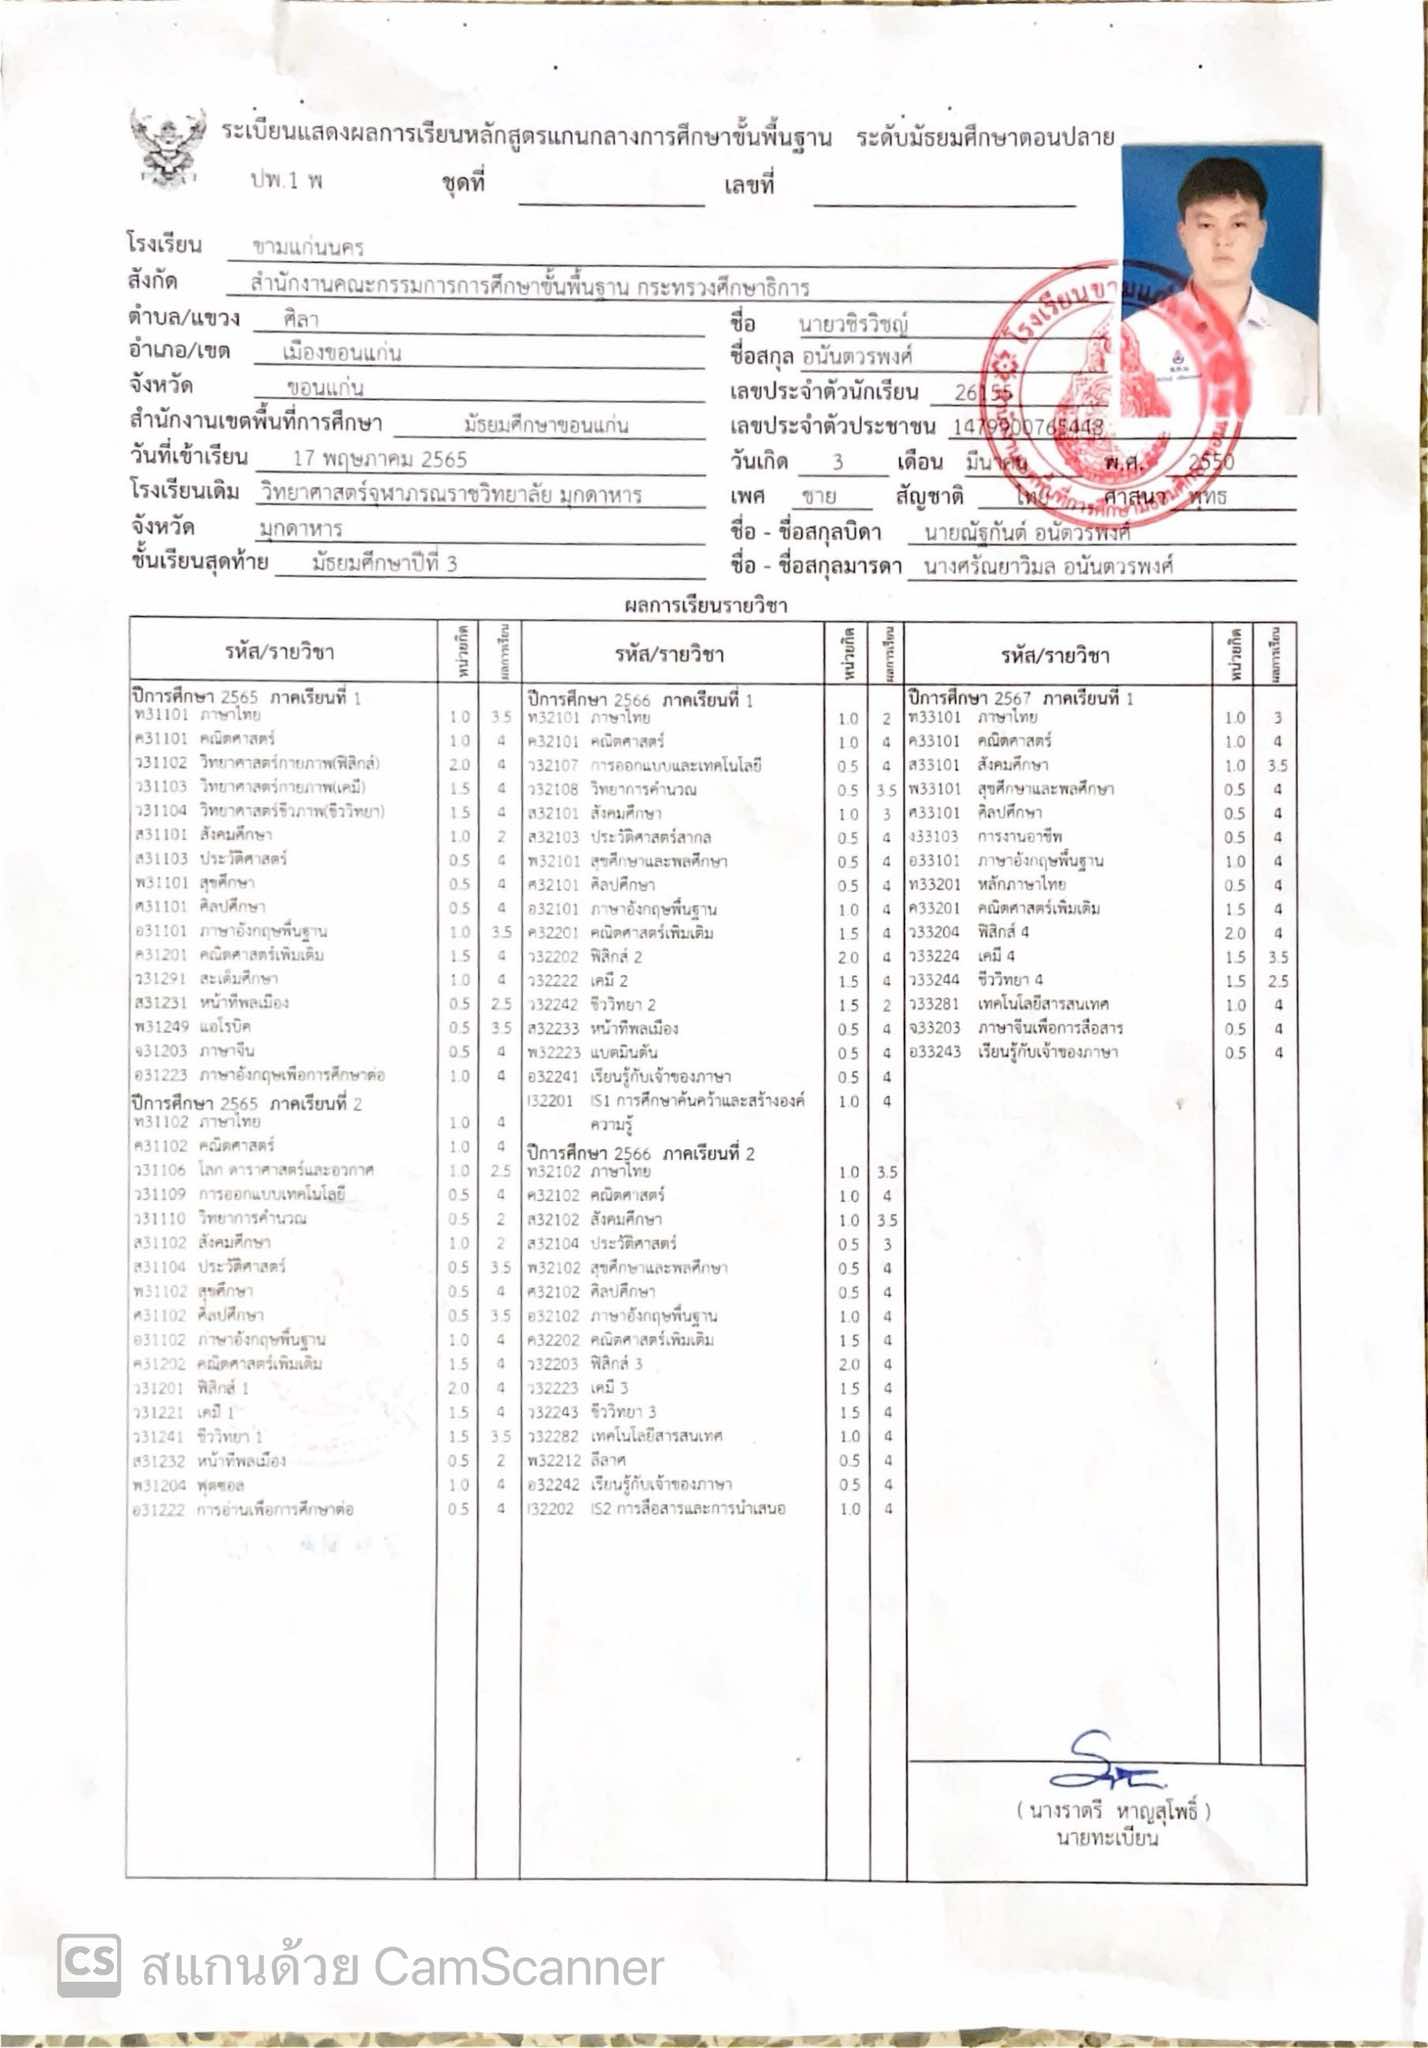 ระเบียนแสดงผลการเรียนหลักสูตรแกนกลางการศึกษาขั้นพื้นฐาน ระดับมัธยมศึกษาตอนปลาย
ปพ.1 พ ชุดที่ เลขที่
โรงเรียน ขามแก่นนคร
สังกัด สำนักงานคณะกรรมการการศึกษาขั้นพื้นฐาน กระทรวงศึกษาธิการ
ตำบล/แขวง ศิลา
อำเภอ/เขต เมืองขอนแก่น
จังหวัด ขอนแก่น
สำนักงานเขตพื้นที่การศึกษา มัธยมศึกษาขอนแก่น
วันที่เข้าเรียน 17 พฤษภาคม 2565
โรงเรียนเดิม วิทยาศาสตร์จุฬาภรณราชวิทยาลัย มุกดาหาร
จังหวัด มุกดาหาร
ชั้นเรียนสุดท้าย มัธยมศึกษาปีที่ 3
ชื่อ นายวชิรวิชญ์
ชื่อสกุล อนันตวรพงศ์
เลขประจำตัวนักเรียน 26155
เลขประจำตัวประชาชน 1479900765448
วันเกิด 3 เดือน มีนาคม พ.ศ. 2550
เพศ ชาย สัญชาติ ไทย ศาสนา พุทธ
ชื่อ - ชื่อสกุลบิดา นายณัฐกันต์ อนัตวรพงศ์
ชื่อ - ชื่อสกุลมารดา นางศรัณยาวิมล อนันตวรพงศ์
ผลการเรียนรายวิชา
รหัส/รายวิชา หน่วยกิต ผลการเรียน
ปีการศึกษา 2565 ภาคเรียนที่ 1
ท31101 ภาษาไทย 1.0 3.5
ค31101 คณิตศาสตร์ 1.0 4
ว31102 วิทยาศาสตร์กายภาพ(ฟิสิกส์) 2.0 4
ว31103 วิทยาศาสตร์กายภาพ(เคมี) 1.5 4
ว31104 วิทยาศาสตร์ชีวภาพ(ชีววิทยา) 1.5 4
ส31101 สังคมศึกษา 1.0 2
ส31103 ประวัติศาสตร์ 0.5 4
พ31101 สุขศึกษา 0.5 4
ศ31101 ศิลปศึกษา 0.5 4
อ31101 ภาษาอังกฤษพื้นฐาน 1.0 3.5
ค31201 คณิตศาสตร์เพิ่มเติม 1.5 4
ว31291 สะเต็มศึกษา 1.0 4
ส31231 หน้าที่พลเมือง 0.5 2.5
พ31249 แอโรบิค 0.5 3.5
จ31203 ภาษาจีน 0.5 4
อ31223 ภาษาอังกฤษเพื่อการศึกษาต่อ 1.0 4
ปีการศึกษา 2565 ภาคเรียนที่ 2
ท31102 ภาษาไทย 1.0 4
ค31102 คณิตศาสตร์ 1.0 4
ว31106 โลก ดาราศาสตร์และอวกาศ 1.0 2.5
ว31109 การออกแบบเทคโนโลยี 0.5 4
ว31110 วิทยาการคำนวณ 0.5 2
ส31102 สังคมศึกษา 1.0 2
ส31104 ประวัติศาสตร์ 0.5 3.5
พ31102 สุขศึกษา 0.5 4
ศ31102 ศิลปศึกษา 0.5 3.5
อ31102 ภาษาอังกฤษพื้นฐาน 1.0 4
ค31202 คณิตศาสตร์เพิ่มเติม 1.5 4
ว31201 ฟิสิกส์ 1 2.0 4
ว31221 เคมี 1 1.5 4
ว31241 ชีววิทยา 1 1.5 3.5
ส31232 หน้าที่พลเมือง 0.5 2
พ31204 ฟุตซอล 1.0 4
อ31222 การอ่านเพื่อการศึกษาต่อ 0.5 4
รหัส/รายวิชา หน่วยกิต ผลการเรียน
ปีการศึกษา 2566 ภาคเรียนที่ 1
ท32101 ภาษาไทย 1.0 2
ค32101 คณิตศาสตร์ 1.0 4
ว32107 การออกแบบและเทคโนโลยี 0.5 4
ว32108 วิทยาการคำนวณ 0.5 3.5
ส32101 สังคมศึกษา 1.0 3
ส32103 ประวัติศาสตร์สากล 0.5 4
พ32101 สุขศึกษาและพลศึกษา 0.5 4
ศ32101 ศิลปศึกษา 0.5 4
อ32101 ภาษาอังกฤษพื้นฐาน 1.0 4
ค32201 คณิตศาสตร์เพิ่มเติม 1.5 4
ว32202 ฟิสิกส์ 2 2.0 4
ว32222 เคมี 2 1.5 4
ว32242 ชีววิทยา 2 1.5 2
ส32233 หน้าที่พลเมือง 0.5 4
พ32223 แบดมินตัน 0.5 4
อ32241 เรียนรู้กับเจ้าของภาษา 0.5 4
I32201 IS1 การศึกษาค้นคว้าและสร้างองค์ 1.0 4
ความรู้
ปีการศึกษา 2566 ภาคเรียนที่ 2
ท32102 ภาษาไทย 1.0 3.5
ค32102 คณิตศาสตร์ 1.0 4
ส32102 สังคมศึกษา 1.0 3.5
ส32104 ประวัติศาสตร์ 0.5 3
พ32102 สุขศึกษาและพลศึกษา 0.5 4
ศ32102 ศิลปศึกษา 0.5 4
อ32102 ภาษาอังกฤษพื้นฐาน 1.0 4
ค32202 คณิตศาสตร์เพิ่มเติม 1.5 4
ว32203 ฟิสิกส์ 3 2.0 4
ว32223 เคมี 3 1.5 4
ว32243 ชีววิทยา 3 1.5 4
ว32282 เทคโนโลยีสารสนเทศ 1.0 4
พ32212 ลีลาศ 0.5 4
อ32242 เรียนรู้กับเจ้าของภาษา 0.5 4
I32202 IS2 การสื่อสารและการนำเสนอ 1.0 4
รหัส/รายวิชา หน่วยกิต ผลการเรียน
ปีการศึกษา 2567 ภาคเรียนที่ 1
ท33101 ภาษาไทย 1.0 3
ค33101 คณิตศาสตร์ 1.0 4
ส33101 สังคมศึกษา 1.0 3.5
พ33101 สุขศึกษาและพลศึกษา 0.5 4
ศ33101 ศิลปศึกษา 0.5 4
ง33103 การงานอาชีพ 0.5 4
อ33101 ภาษาอังกฤษพื้นฐาน 1.0 4
ท33201 หลักภาษาไทย 0.5 4
ค33201 คณิตศาสตร์เพิ่มเติม 1.5 4
ว33204 ฟิสิกส์ 4 2.0 4
ว33224 เคมี 4 1.5 3.5
ว33244 ชีววิทยา 4 1.5 2.5
ว33281 เทคโนโลยีสารสนเทศ 1.0 4
จ33203 ภาษาจีนเพื่อการสื่อสาร 0.5 4
อ33243 เรียนรู้กับเจ้าของภาษา 0.5 4
( นางราตรี หาญสุโพธิ์ )
นายทะเบียน
CS สแกนด้วย CamScanner